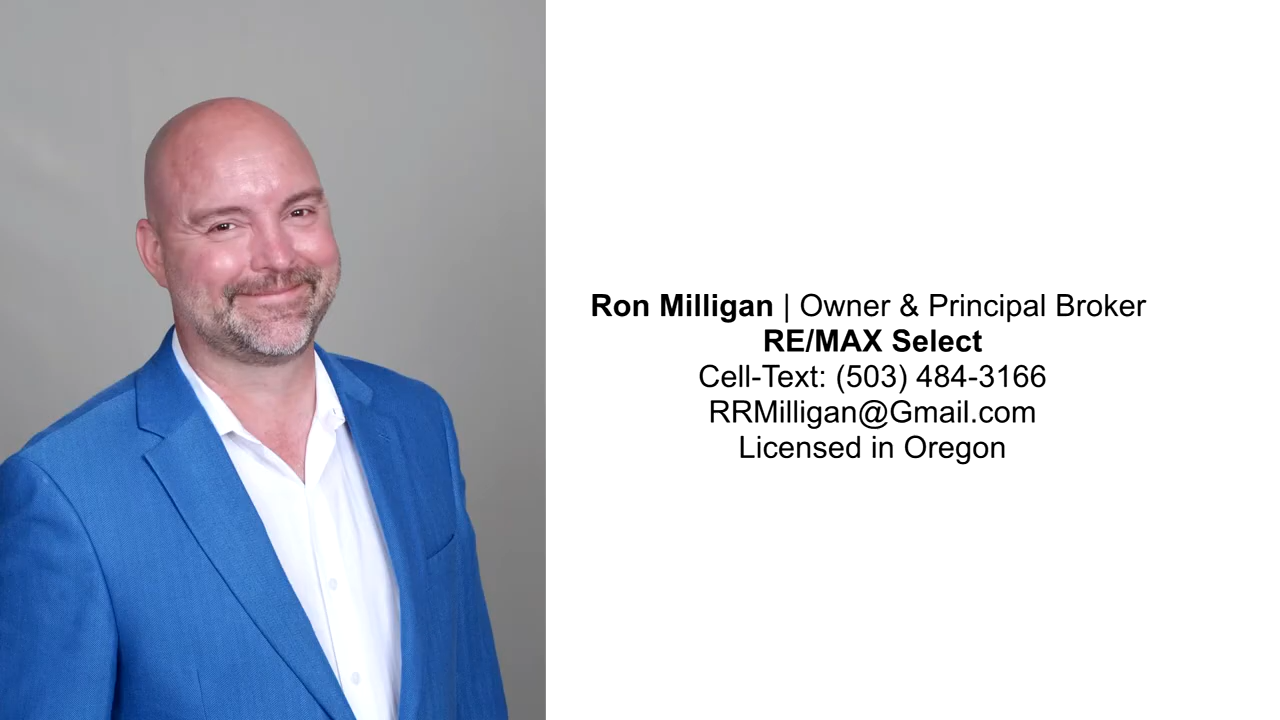 Ron Milligan | Owner & Principal Broker
RE/MAX Select
Cell-Text: (503) 484-3166
RRMilligan@Gmail.com
Licensed in Oregon